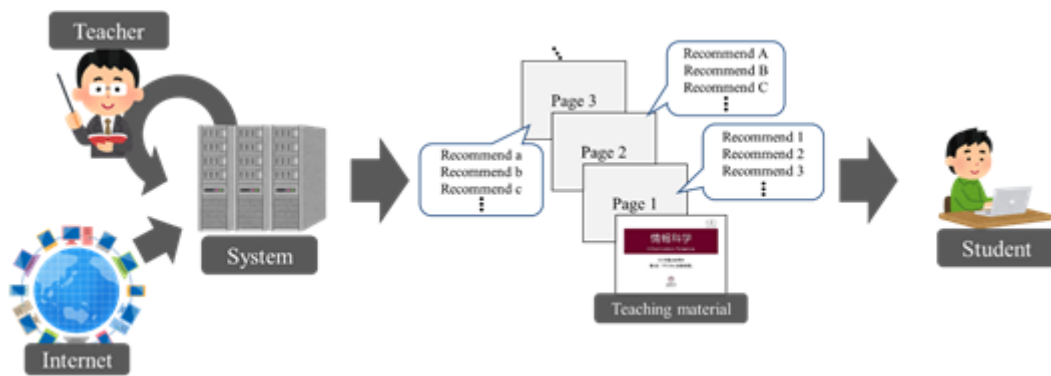 Teacher
System
Internet
Page 3
Page 2
Page 1
Recommend A
Recommend B
Recommend C
Recommend a
Recommend b
Recommend c
Recommend 1
Recommend 2
Recommend 3
情報科学
Teaching material
Student